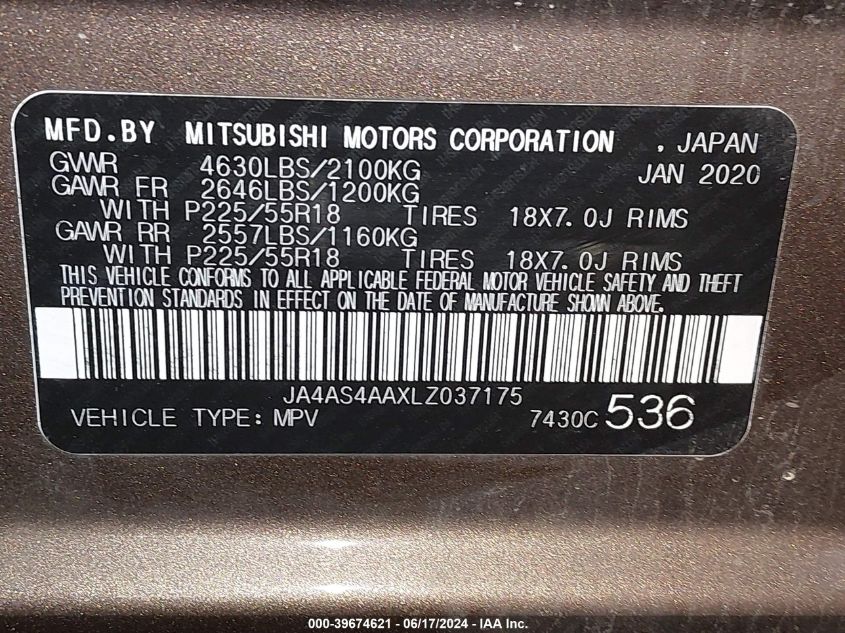 MFD.BY MITSUBISHI MOTORS CORPORATION , JAPAN
GVWR 4630LBS/2100KG JAN 2020
GAWR FR 2646LBS/1200KG
WITH P225/55R18 TIRES 18X7.0J RIMS
GAWR RR 2557LBS/1160KG
WITH P225/55R18 TIRES 18X7.0J RIMS
THIS VEHICLE CONFORMS TO ALL APPLICABLE FEDERAL MOTOR VEHICLE SAFETY AND THEFT
PREVENTION STANDARDS IN EFFECT ON THE DATE OF MANUFACTURE SHOWN ABOVE.
JA4AS4AAXLZ037175
VEHICLE TYPE: MPV 7430C 536
000-39674621 - 06/17/2024 - IAA Inc.